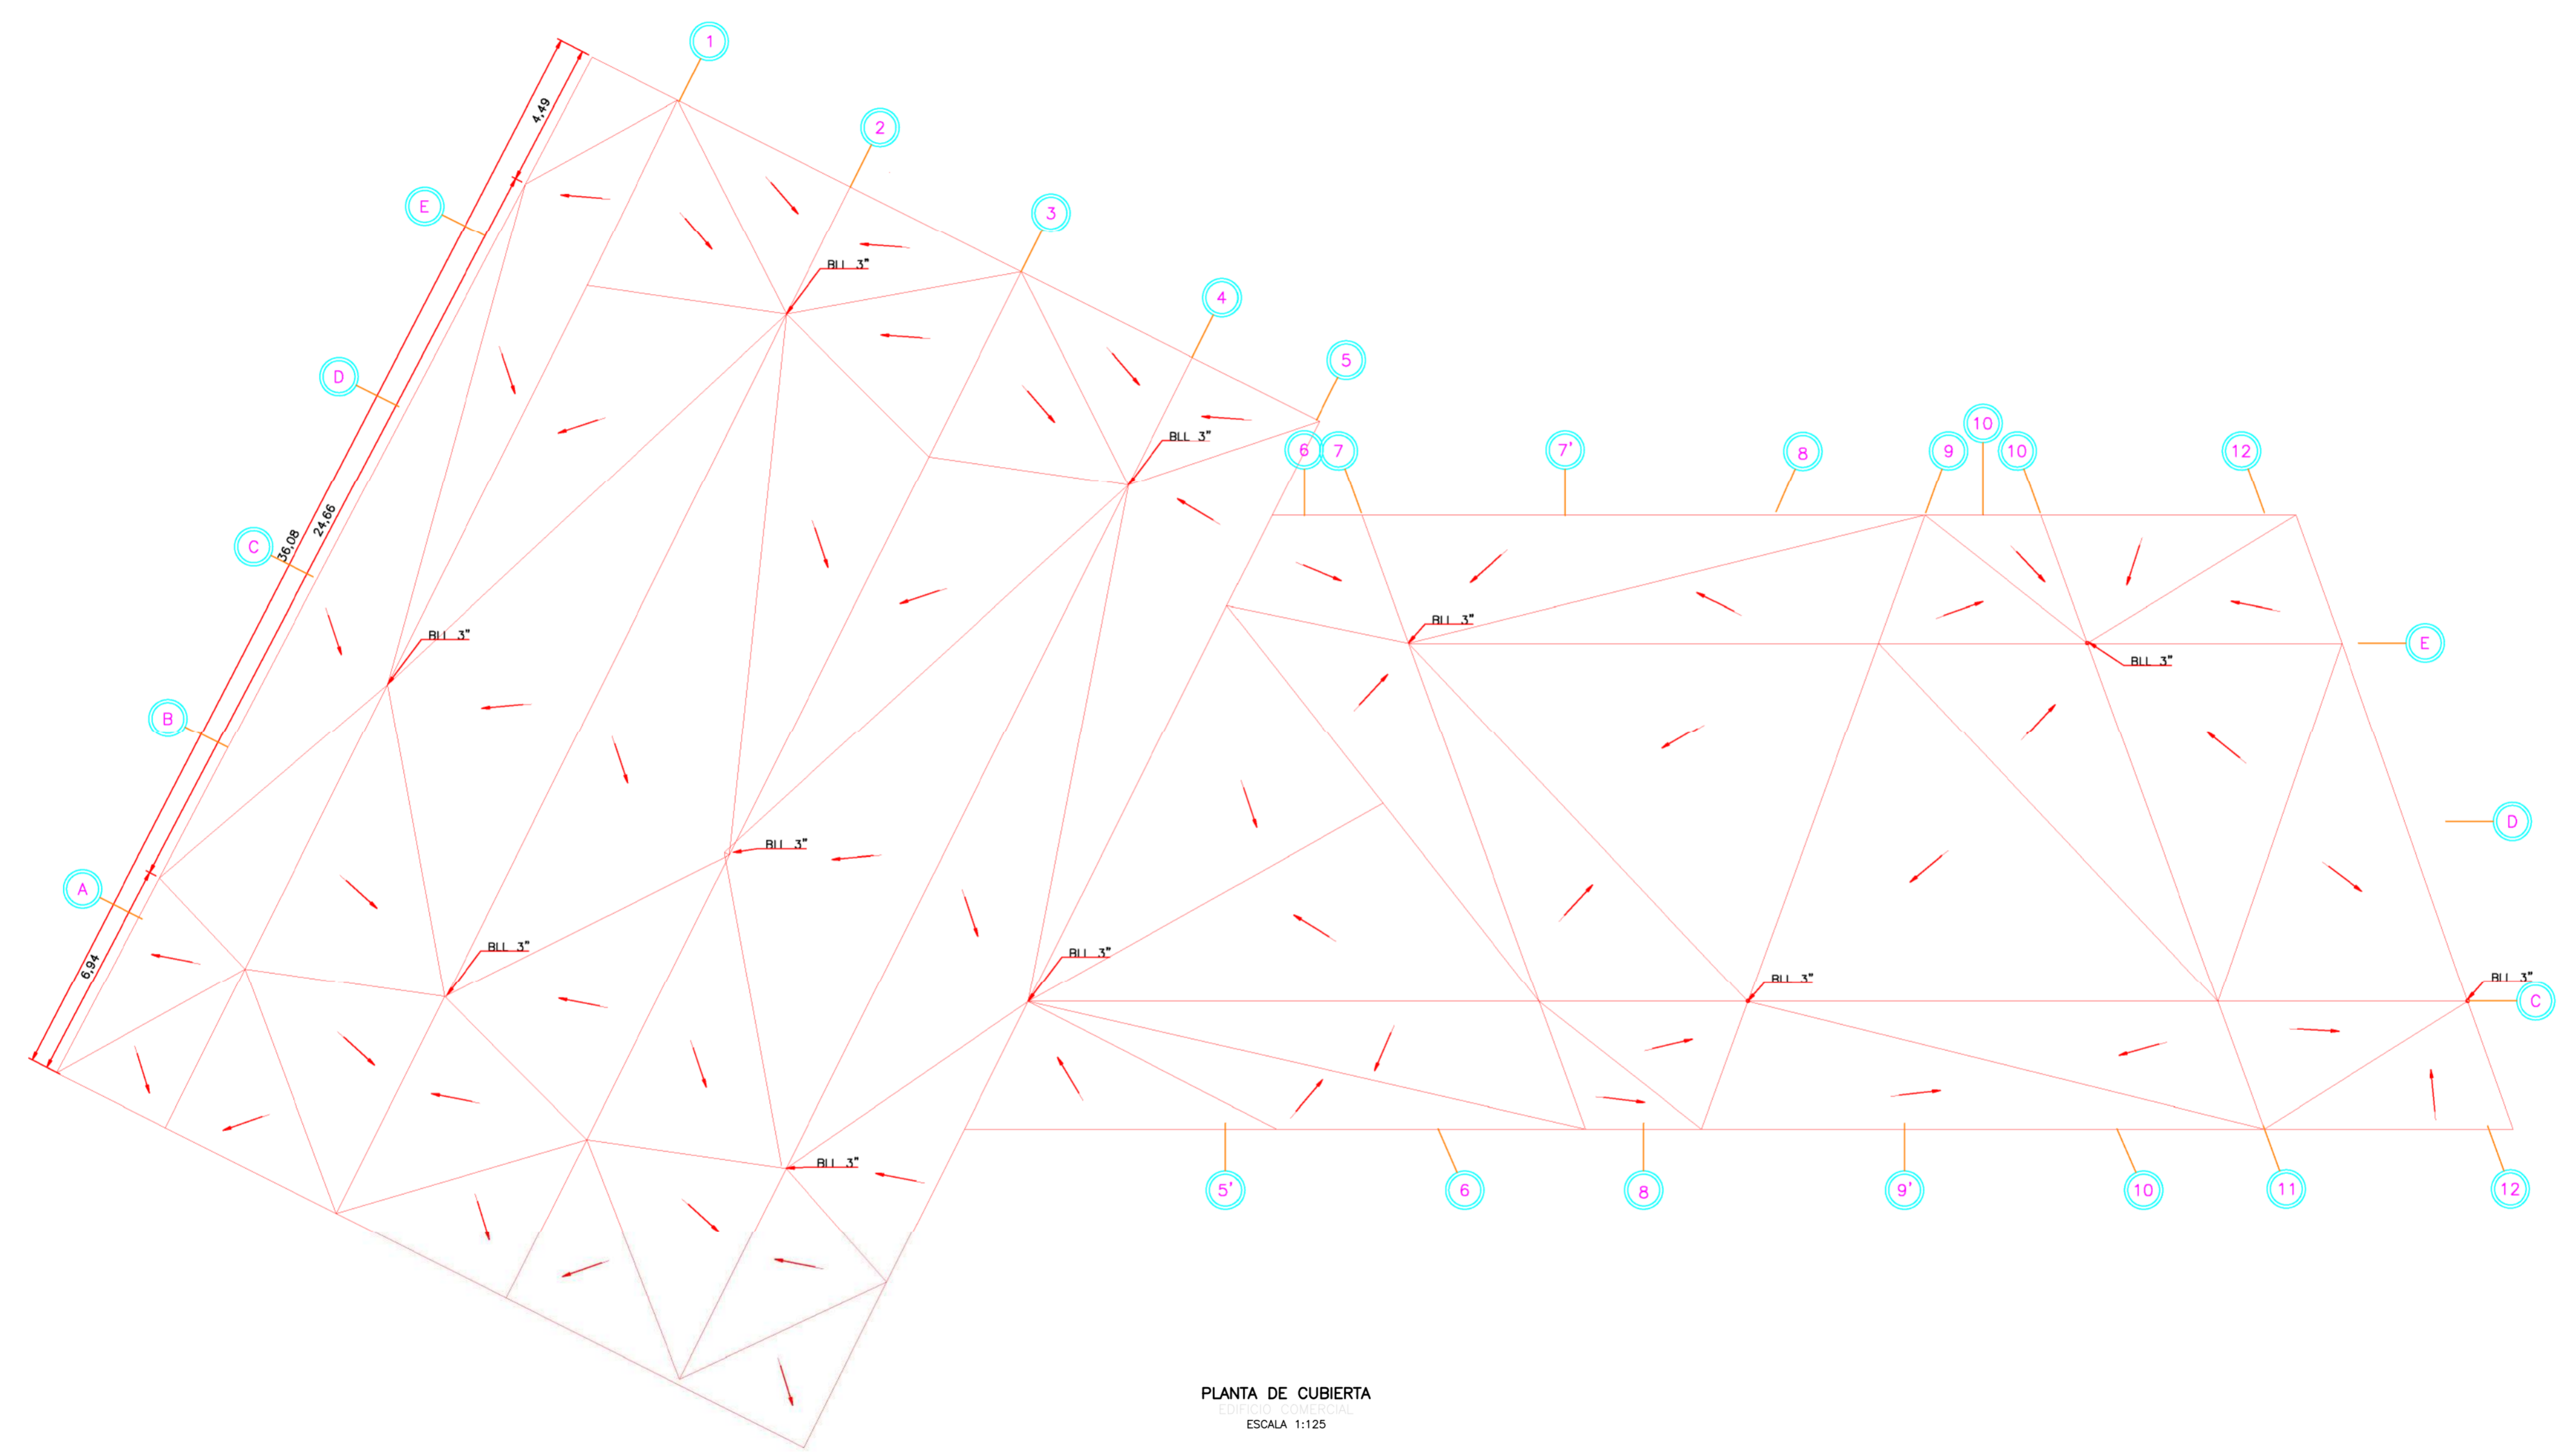 1
2
3
4
5
6
7
7'
8
9
10
10
12
E
D
C
B
A
4,49
24,66
36,08
6,94
BLL 3"
BLL 3"
BLL 3"
BLL 3"
BLL 3"
BLL 3"
BLL 3"
BLL 3"
BLL 3"
BLL 3"
BLL 3"
E
D
C
5'
6
8
9'
10
11
12
PLANTA DE CUBIERTA
EDIFICIO COMERCIAL
ESCALA 1:125